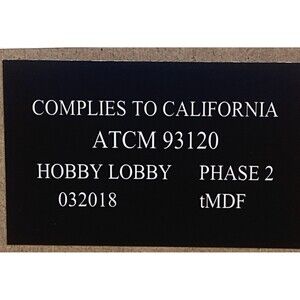 COMPLIES TO CALIFORNIA
ATCM 93120
HOBBY LOBBY PHASE 2
032018 tMDF